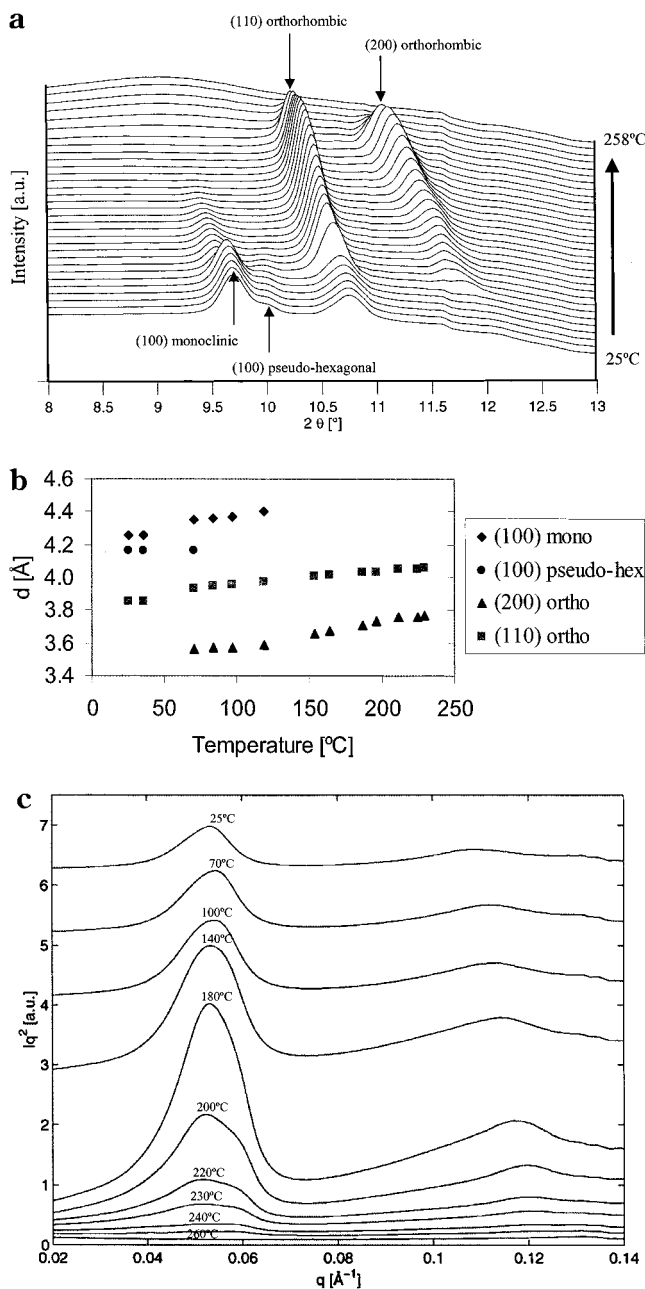 a
(110) orthorhombic
(200) orthorhombic
258ºC
Intensity [a.u.]
(100) monoclinic
(100) pseudo-hexagonal
25ºC
8 8.5 9 9.5 10 10.5 11 11.5 12 12.5 13
2 θ [°]
b
4.6
4.4
4.2
4.0
3.8
3.6
3.4
d [Å]
0 50 100 150 200 250
Temperature [ºC]
(100) mono
(100) pseudo-hex
(200) ortho
(110) ortho
c
7
6
5
4
3
2
1
0
Iq² [a.u.]
25ºC
70ºC
100ºC
140ºC
180ºC
200ºC
220ºC
230ºC
240ºC
260ºC
0.02 0.04 0.06 0.08 0.1 0.12 0.14
q [Å⁻¹]